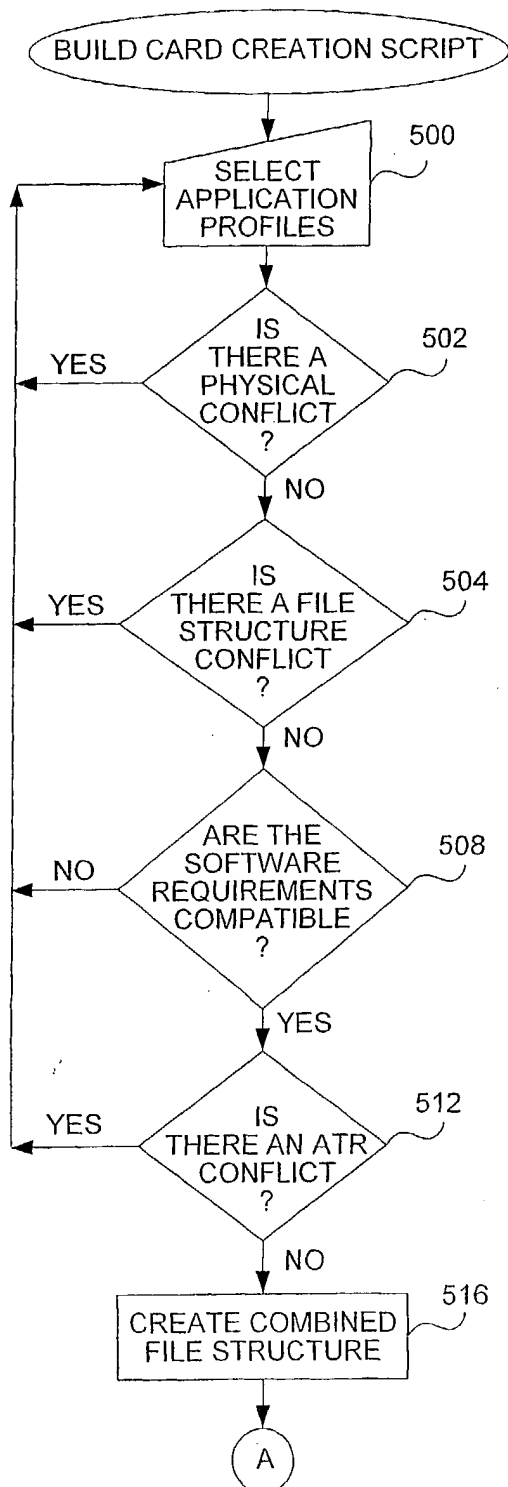 BUILD CARD CREATION SCRIPT
500
SELECT
APPLICATION
PROFILES
IS
THERE A
PHYSICAL
CONFLICT
?
502
YES
NO
IS
THERE A FILE
STRUCTURE
CONFLICT
?
504
YES
NO
ARE THE
SOFTWARE
REQUIREMENTS
COMPATIBLE
?
508
NO
YES
IS
THERE AN ATR
CONFLICT
?
512
YES
NO
516
CREATE COMBINED
FILE STRUCTURE
A